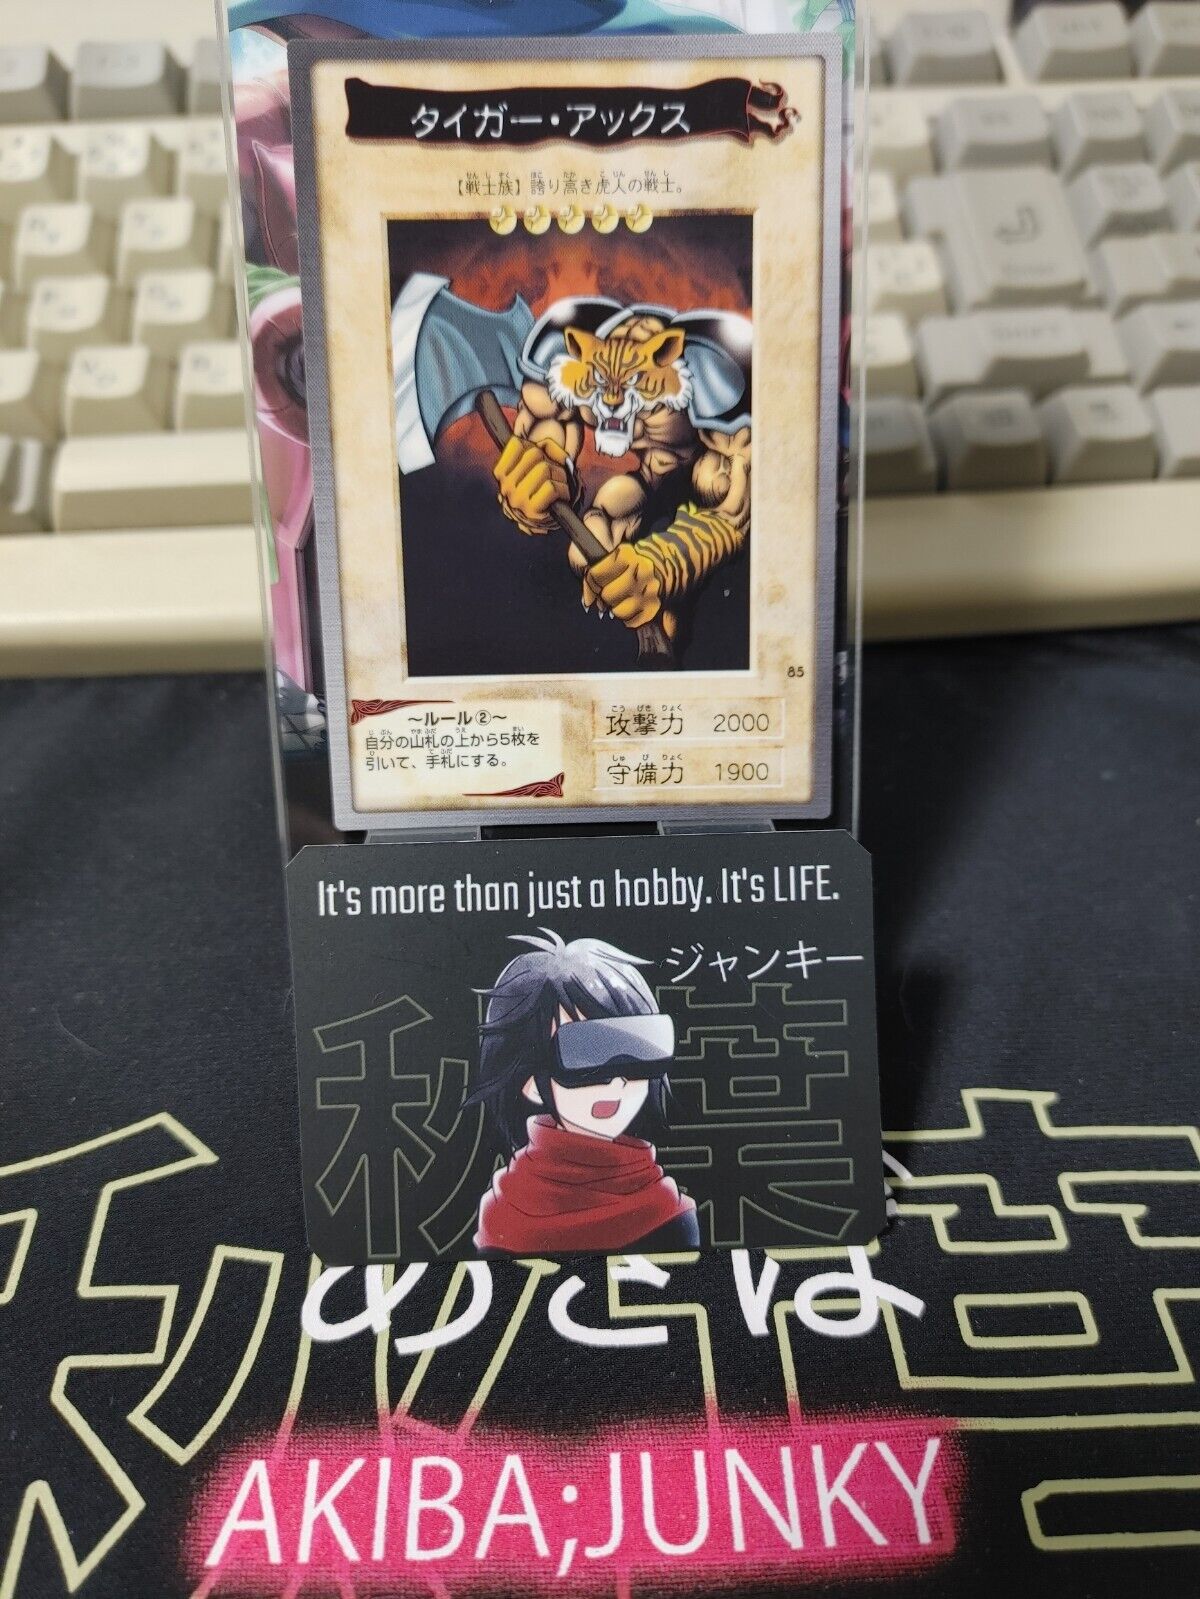 タイガー・アックス
【戦士族】誇り高き虎人の戦士。
85
～ルール②～
自分の山札の上から5枚を
引いて、手札にする。
攻撃力 2000
守備力 1900
It's more than just a hobby. It's LIFE.
ジャンキー
秋葉
あきば
AKIBA;JUNKY